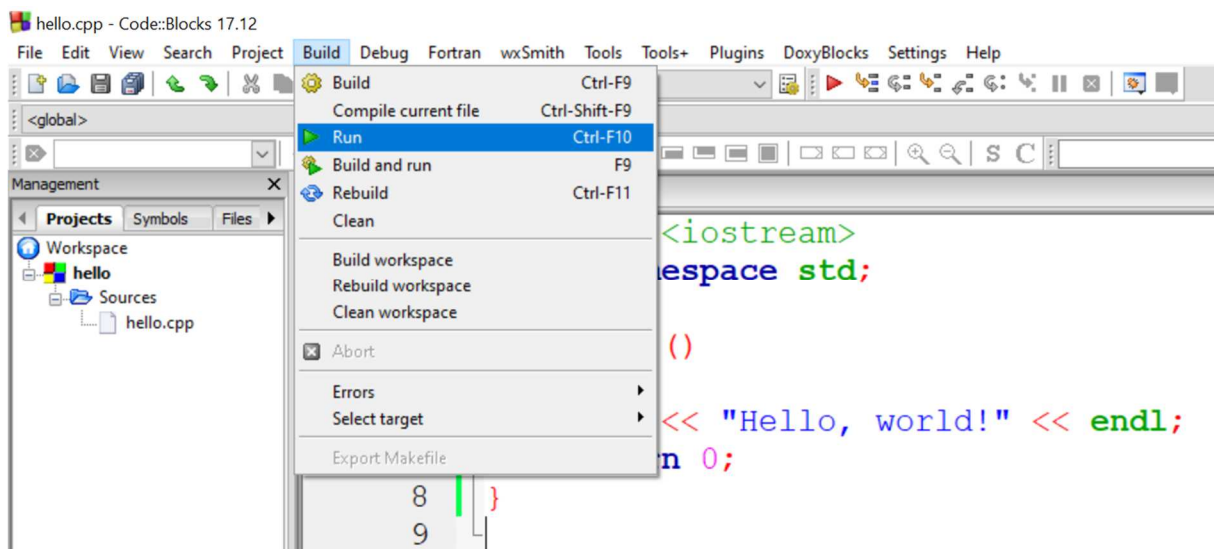 hello.cpp - Code::Blocks 17.12
File Edit View Search Project Build Debug Fortran wxSmith Tools Tools+ Plugins DoxyBlocks Settings Help
<global>
Build Ctrl-F9
Compile current file Ctrl-Shift-F9
Run Ctrl-F10
Build and run F9
Rebuild Ctrl-F11
Clean
Build workspace
Rebuild workspace
Clean workspace
Abort
Errors
Select target
Export Makefile
S C
Management
Projects Symbols Files
Workspace
hello
Sources
hello.cpp
<iostream>
espace std;
()
<< "Hello, world!" << endl;
n 0;
8 }
9